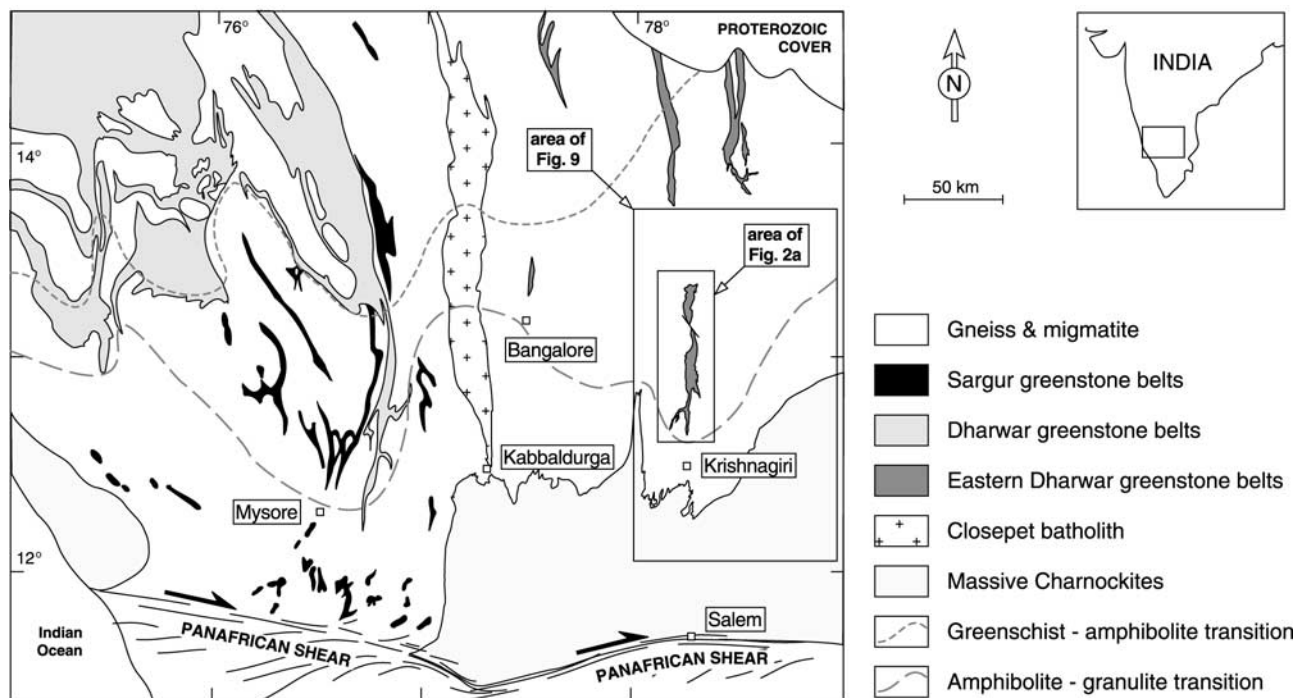 76°
78°
PROTEROZOIC
COVER
N
INDIA
14°
area of
Fig. 9
50 km
area of
Fig. 2a
Bangalore
Gneiss & migmatite
Sargur greenstone belts
Dharwar greenstone belts
Kabbaldurga
Krishnagiri
Eastern Dharwar greenstone belts
Mysore
Closepet batholith
12°
Massive Charnockites
Indian
Ocean
PANAFRICAN SHEAR
Salem
PANAFRICAN SHEAR
Greenschist - amphibolite transition
Amphibolite - granulite transition